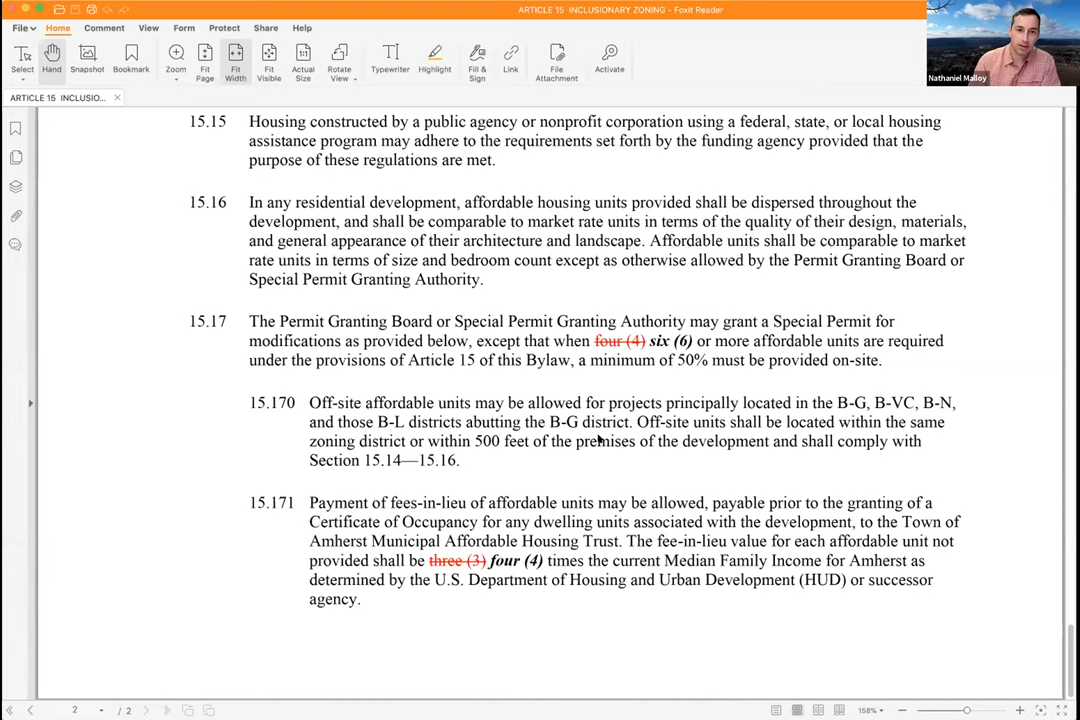 ARTICLE 15 INCLUSIONARY ZONING - Foxit Reader
File Home Comment View Form Protect Share Help
Select Hand Snapshot Bookmark Zoom Fit Page Fit Width Fit Visible Actual Size Rotate View Typewriter Highlight Fill & Sign Link File Attachment Activate
Nathaniel Malloy
ARTICLE 15 INCLUSIO...
15.15 Housing constructed by a public agency or nonprofit corporation using a federal, state, or local housing
assistance program may adhere to the requirements set forth by the funding agency provided that the
purpose of these regulations are met.
15.16 In any residential development, affordable housing units provided shall be dispersed throughout the
development, and shall be comparable to market rate units in terms of the quality of their design, materials,
and general appearance of their architecture and landscape. Affordable units shall be comparable to market
rate units in terms of size and bedroom count except as otherwise allowed by the Permit Granting Board or
Special Permit Granting Authority.
15.17 The Permit Granting Board or Special Permit Granting Authority may grant a Special Permit for
modifications as provided below, except that when four (4) six (6) or more affordable units are required
under the provisions of Article 15 of this Bylaw, a minimum of 50% must be provided on-site.
15.170 Off-site affordable units may be allowed for projects principally located in the B-G, B-VC, B-N,
and those B-L districts abutting the B-G district. Off-site units shall be located within the same
zoning district or within 500 feet of the premises of the development and shall comply with
Section 15.14—15.16.
15.171 Payment of fees-in-lieu of affordable units may be allowed, payable prior to the granting of a
Certificate of Occupancy for any dwelling units associated with the development, to the Town of
Amherst Municipal Affordable Housing Trust. The fee-in-lieu value for each affordable unit not
provided shall be three (3) four (4) times the current Median Family Income for Amherst as
determined by the U.S. Department of Housing and Urban Development (HUD) or successor
agency.
2 / 2 158%